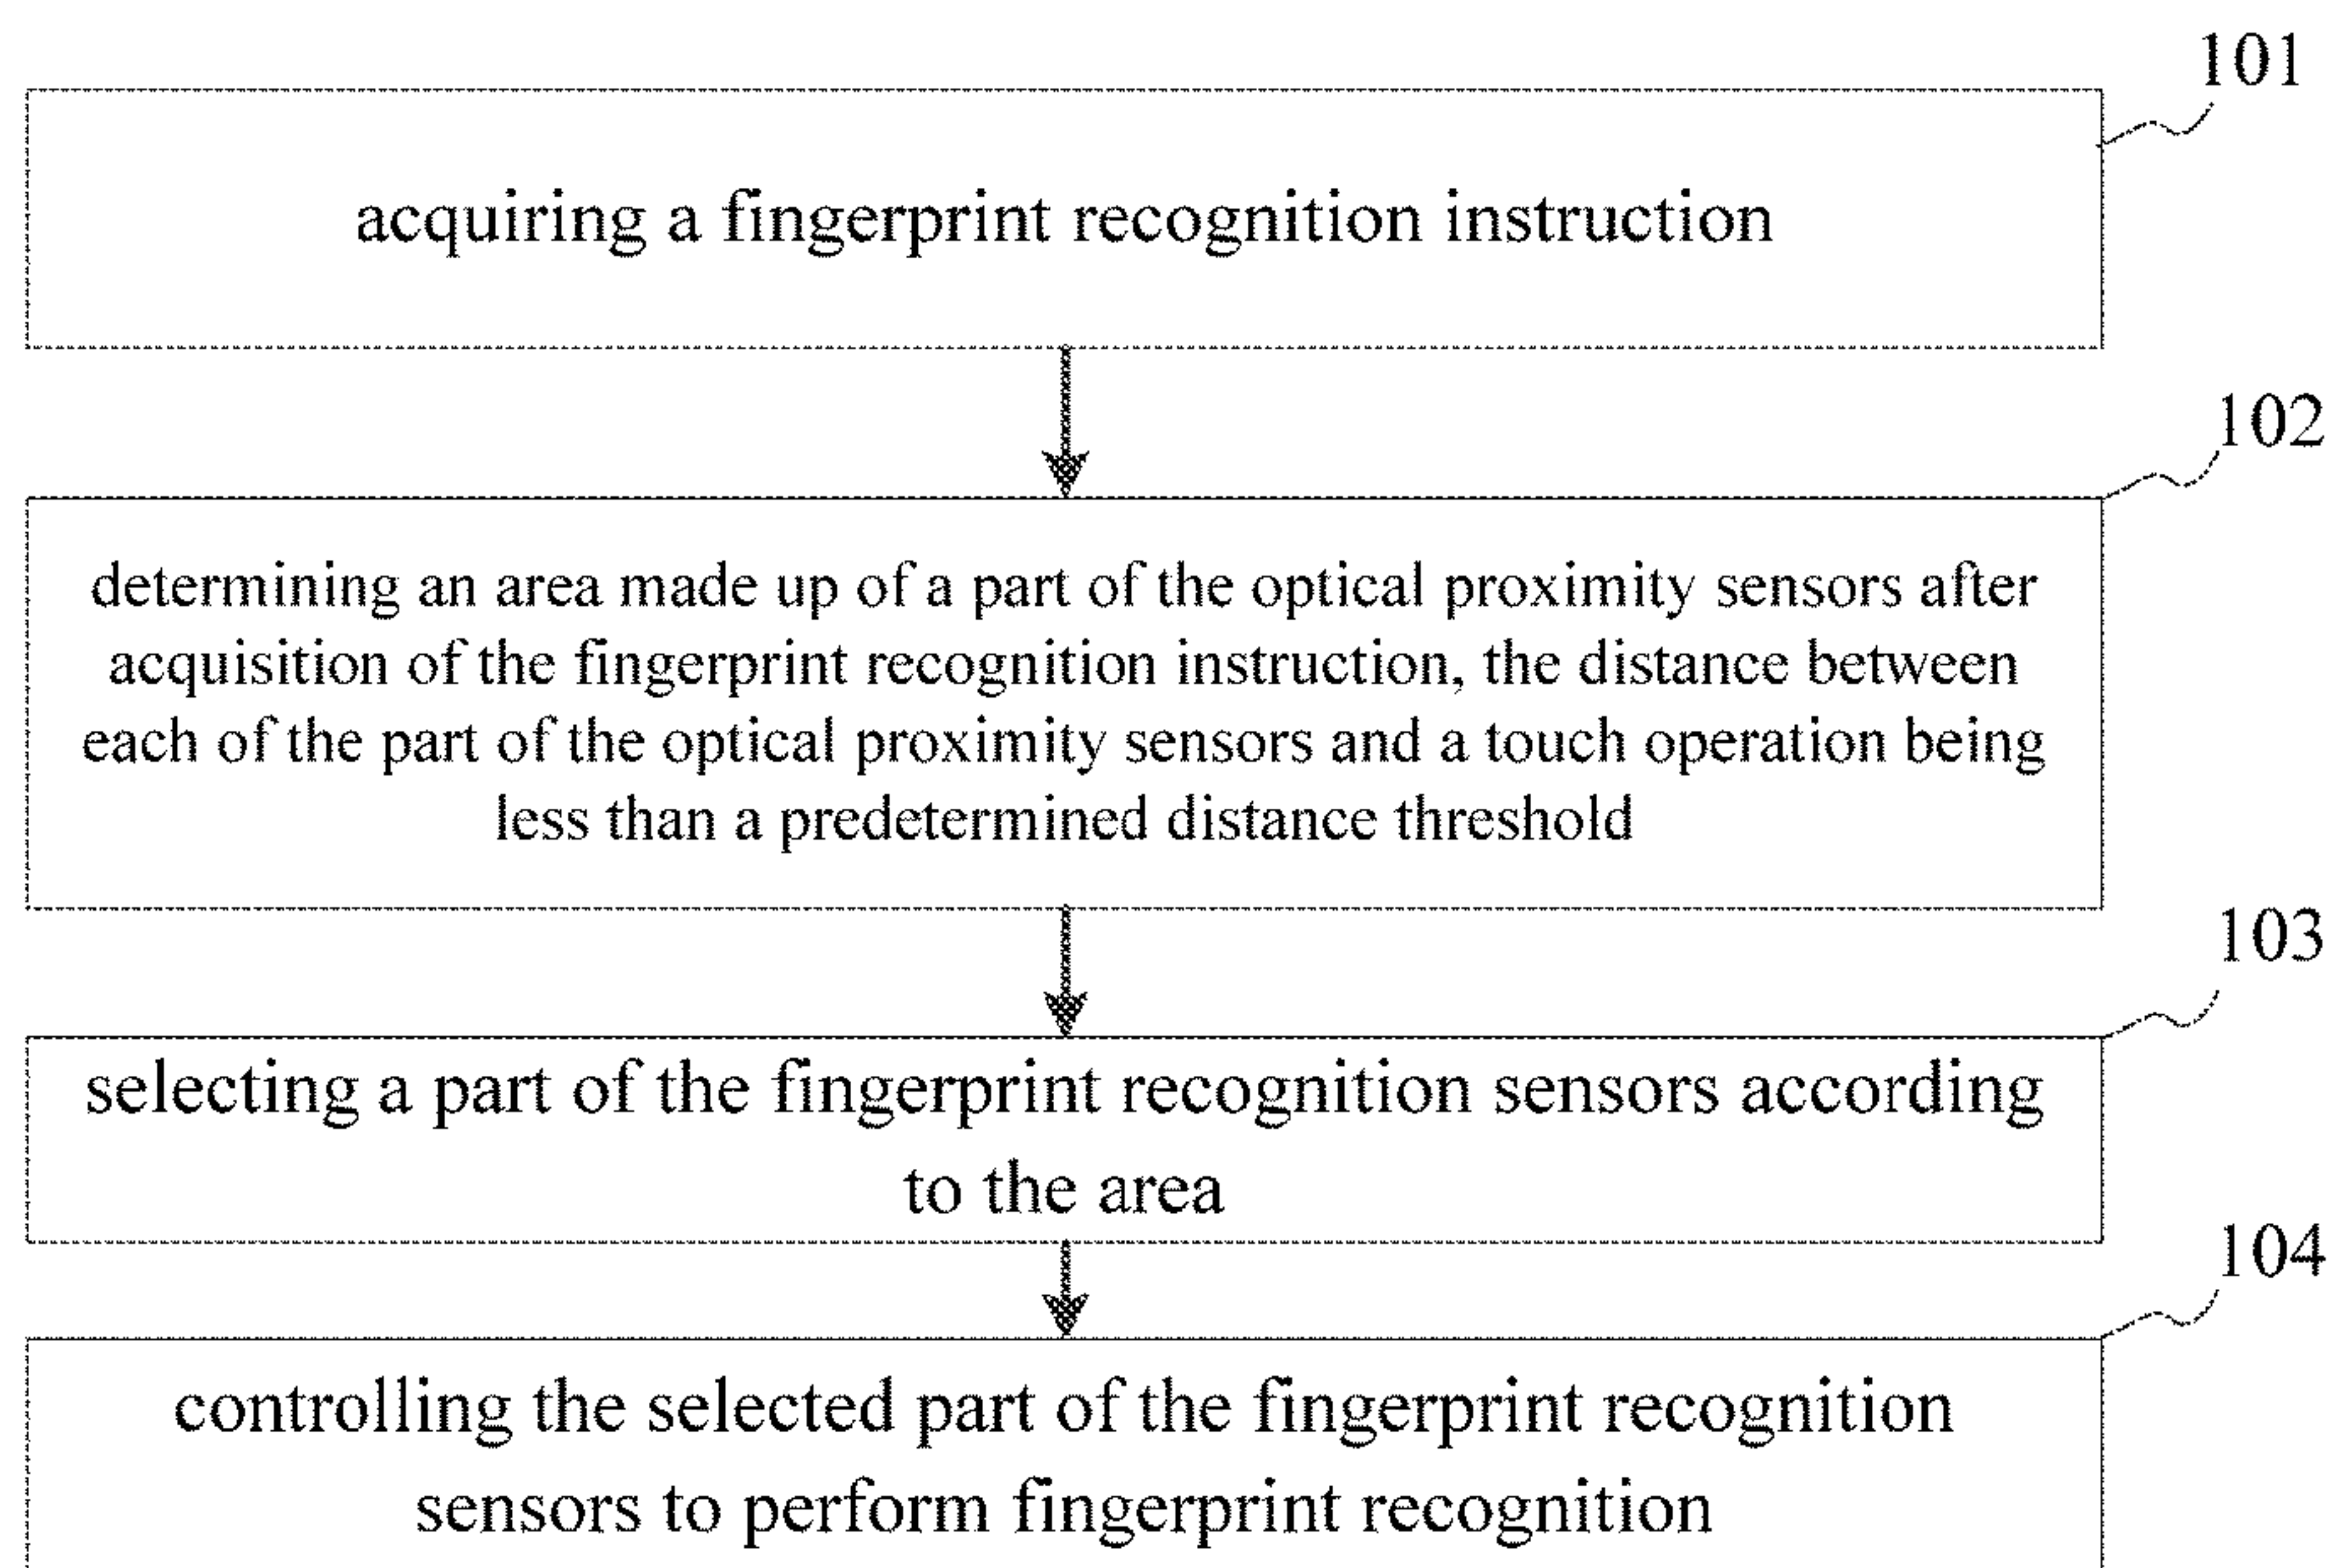 101
acquiring a fingerprint recognition instruction
102
determining an area made up of a part of the optical proximity sensors after
acquisition of the fingerprint recognition instruction, the distance between
each of the part of the optical proximity sensors and a touch operation being
less than a predetermined distance threshold
103
selecting a part of the fingerprint recognition sensors according
to the area
104
controlling the selected part of the fingerprint recognition
sensors to perform fingerprint recognition